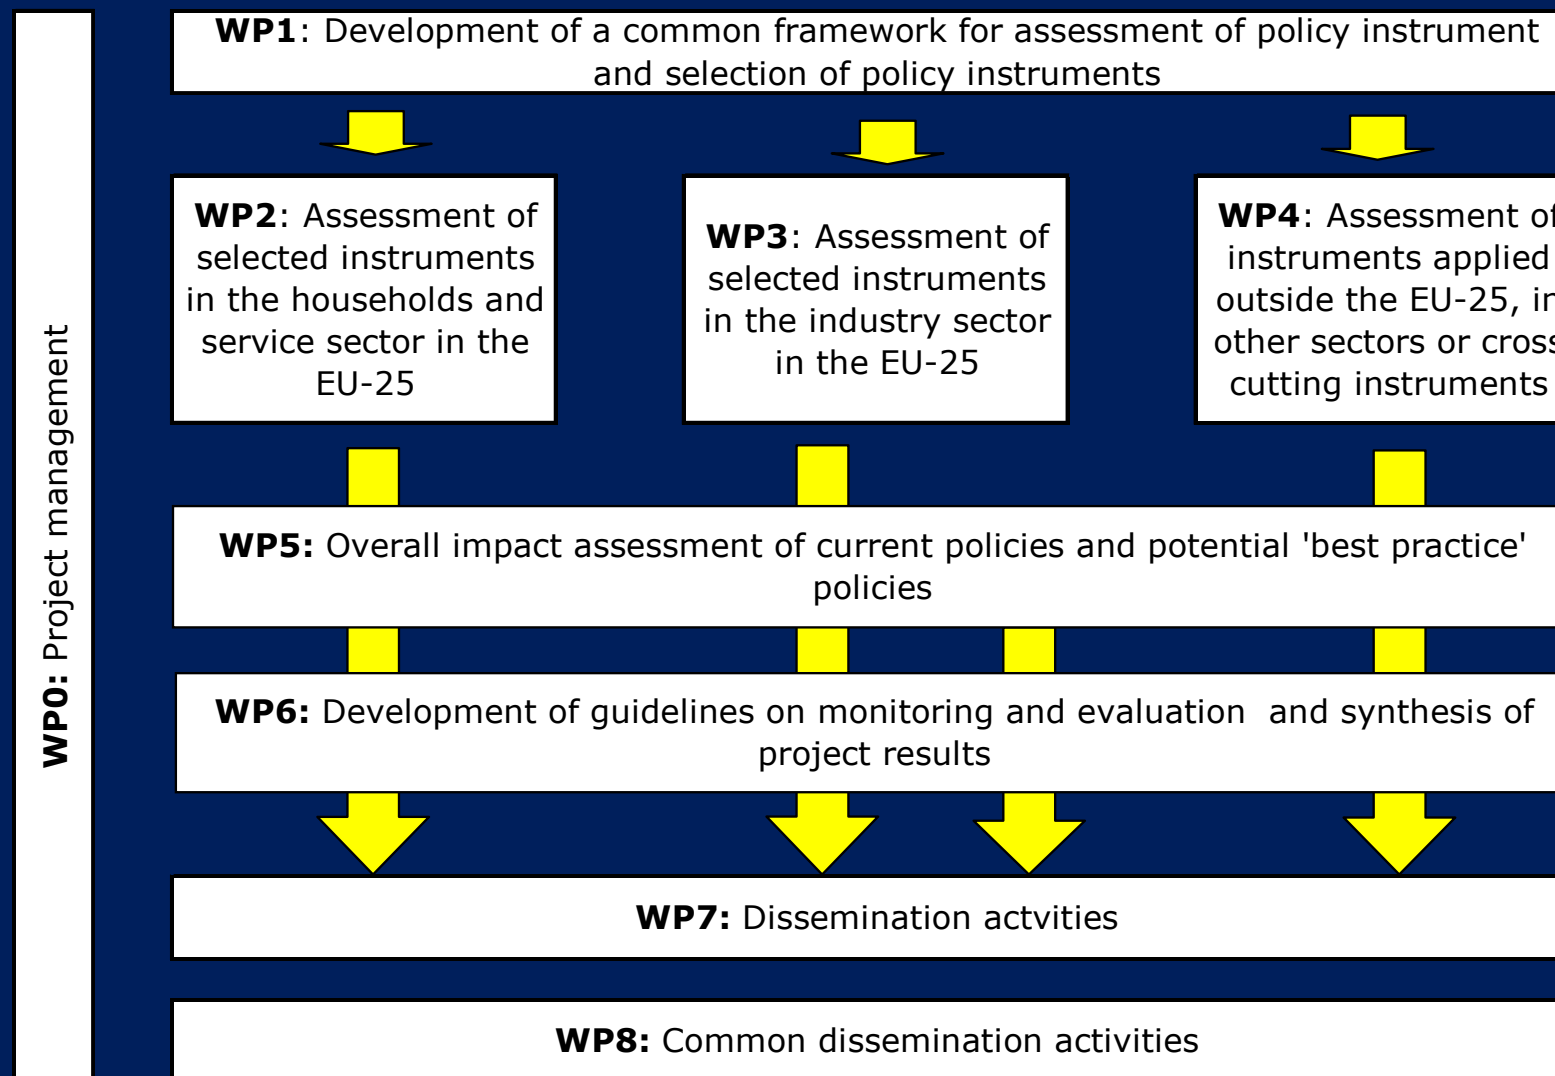 WP0: Project management
WP1: Development of a common framework for assessment of policy instrument
and selection of policy instruments
WP2: Assessment of
selected instruments
in the households and
service sector in the
EU-25
WP3: Assessment of
selected instruments
in the industry sector
in the EU-25
WP4: Assessment of
instruments applied
outside the EU-25, in
other sectors or cross
cutting instruments
WP5: Overall impact assessment of current policies and potential 'best practice'
policies
WP6: Development of guidelines on monitoring and evaluation and synthesis of
project results
WP7: Dissemination actvities
WP8: Common dissemination activities